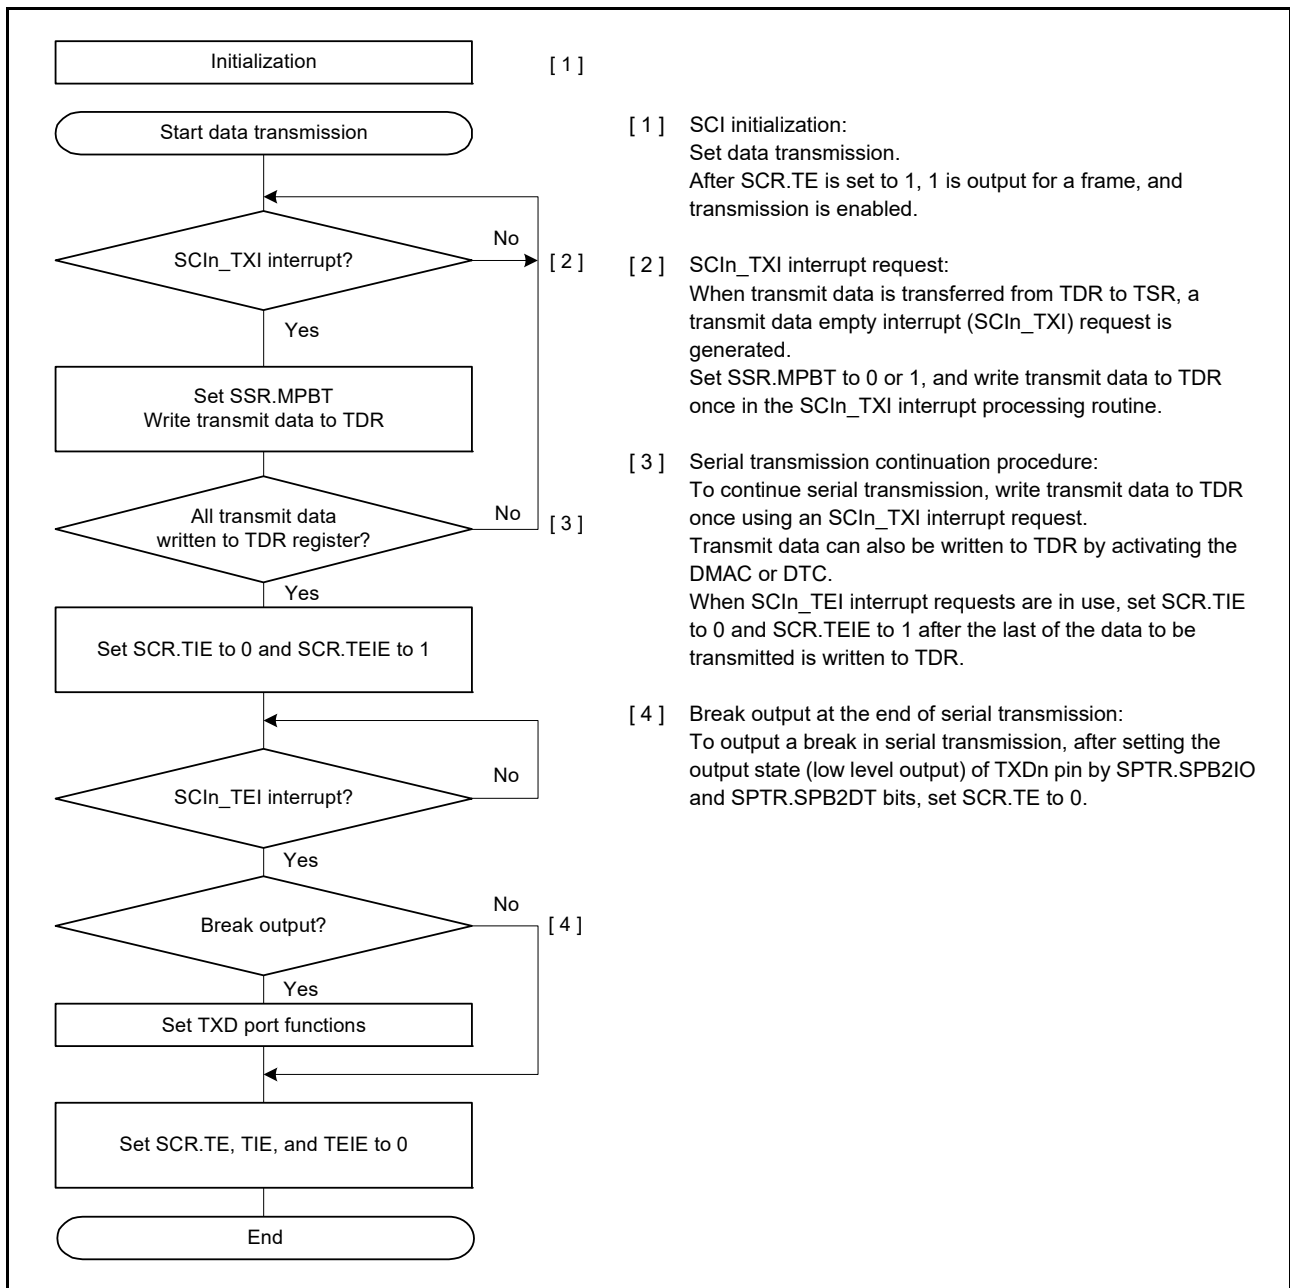 Initialization
[ 1 ]
Start data transmission
SCIn_TXI interrupt?
No
[ 2 ]
Yes
Set SSR.MPBT
Write transmit data to TDR
All transmit data
written to TDR register?
No
[ 3 ]
Yes
Set SCR.TIE to 0 and SCR.TEIE to 1
SCIn_TEI interrupt?
No
Yes
Break output?
No
[ 4 ]
Yes
Set TXD port functions
Set SCR.TE, TIE, and TEIE to 0
End
[ 1 ] SCI initialization:
Set data transmission.
After SCR.TE is set to 1, 1 is output for a frame, and
transmission is enabled.
[ 2 ] SCIn_TXI interrupt request:
When transmit data is transferred from TDR to TSR, a
transmit data empty interrupt (SCIn_TXI) request is
generated.
Set SSR.MPBT to 0 or 1, and write transmit data to TDR
once in the SCIn_TXI interrupt processing routine.
[ 3 ] Serial transmission continuation procedure:
To continue serial transmission, write transmit data to TDR
once using an SCIn_TXI interrupt request.
Transmit data can also be written to TDR by activating the
DMAC or DTC.
When SCIn_TEI interrupt requests are in use, set SCR.TIE
to 0 and SCR.TEIE to 1 after the last of the data to be
transmitted is written to TDR.
[ 4 ] Break output at the end of serial transmission:
To output a break in serial transmission, after setting the
output state (low level output) of TXDn pin by SPTR.SPB2IO
and SPTR.SPB2DT bits, set SCR.TE to 0.